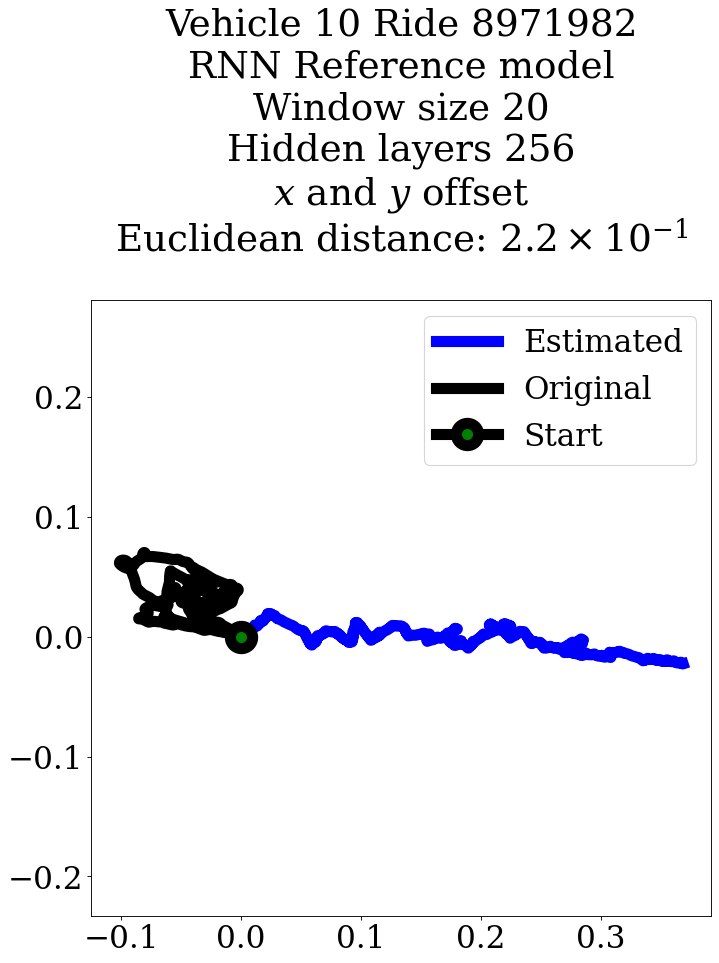 Vehicle 10 Ride 8971982
RNN Reference model
Window size 20
Hidden layers 256
x and y offset
Euclidean distance: 2.2 × 10⁻¹
Estimated
Original
Start
0.2
0.1
0.0
−0.1
−0.2
−0.1 0.0 0.1 0.2 0.3